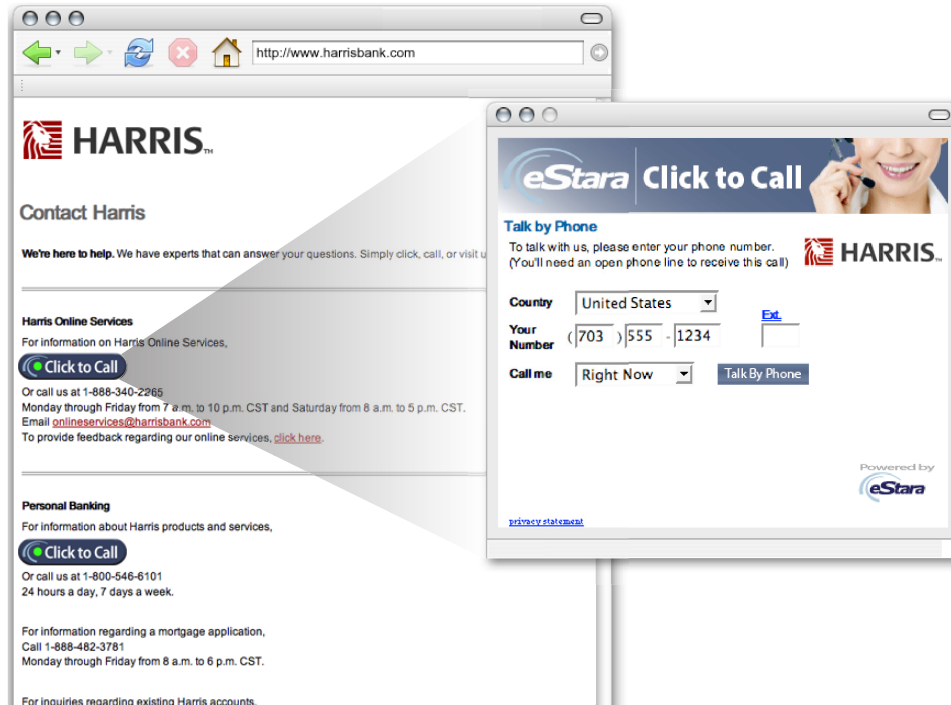 http://www.harrisbank.com
HARRIS™
Contact Harris
We're here to help. We have experts that can answer your questions. Simply click, call, or visit
Harris Online Services
For information on Harris Online Services,
Click to Call
Or call us at 1-888-340-2265
Monday through Friday from 7 a.m. to 10 p.m. CST and Saturday from 8 a.m. to 5 p.m. CST.
Email onlineservices@harrisbank.com
To provide feedback regarding our online services, click here.
Personal Banking
For information about Harris products and services,
Click to Call
Or call us at 1-800-546-6101
24 hours a day, 7 days a week.
For information regarding a mortgage application,
Call 1-888-482-3781
Monday through Friday from 8 a.m. to 6 p.m. CST.
For inquiries regarding existing Harris accounts,
eStara Click to Call
Talk by Phone
To talk with us, please enter your phone number.
(You'll need an open phone line to receive this call)
HARRIS™
Country United States
Ext.
Your Number (703) 555 - 1234
Call me Right Now Talk By Phone
Powered by
eStara
privacy statement